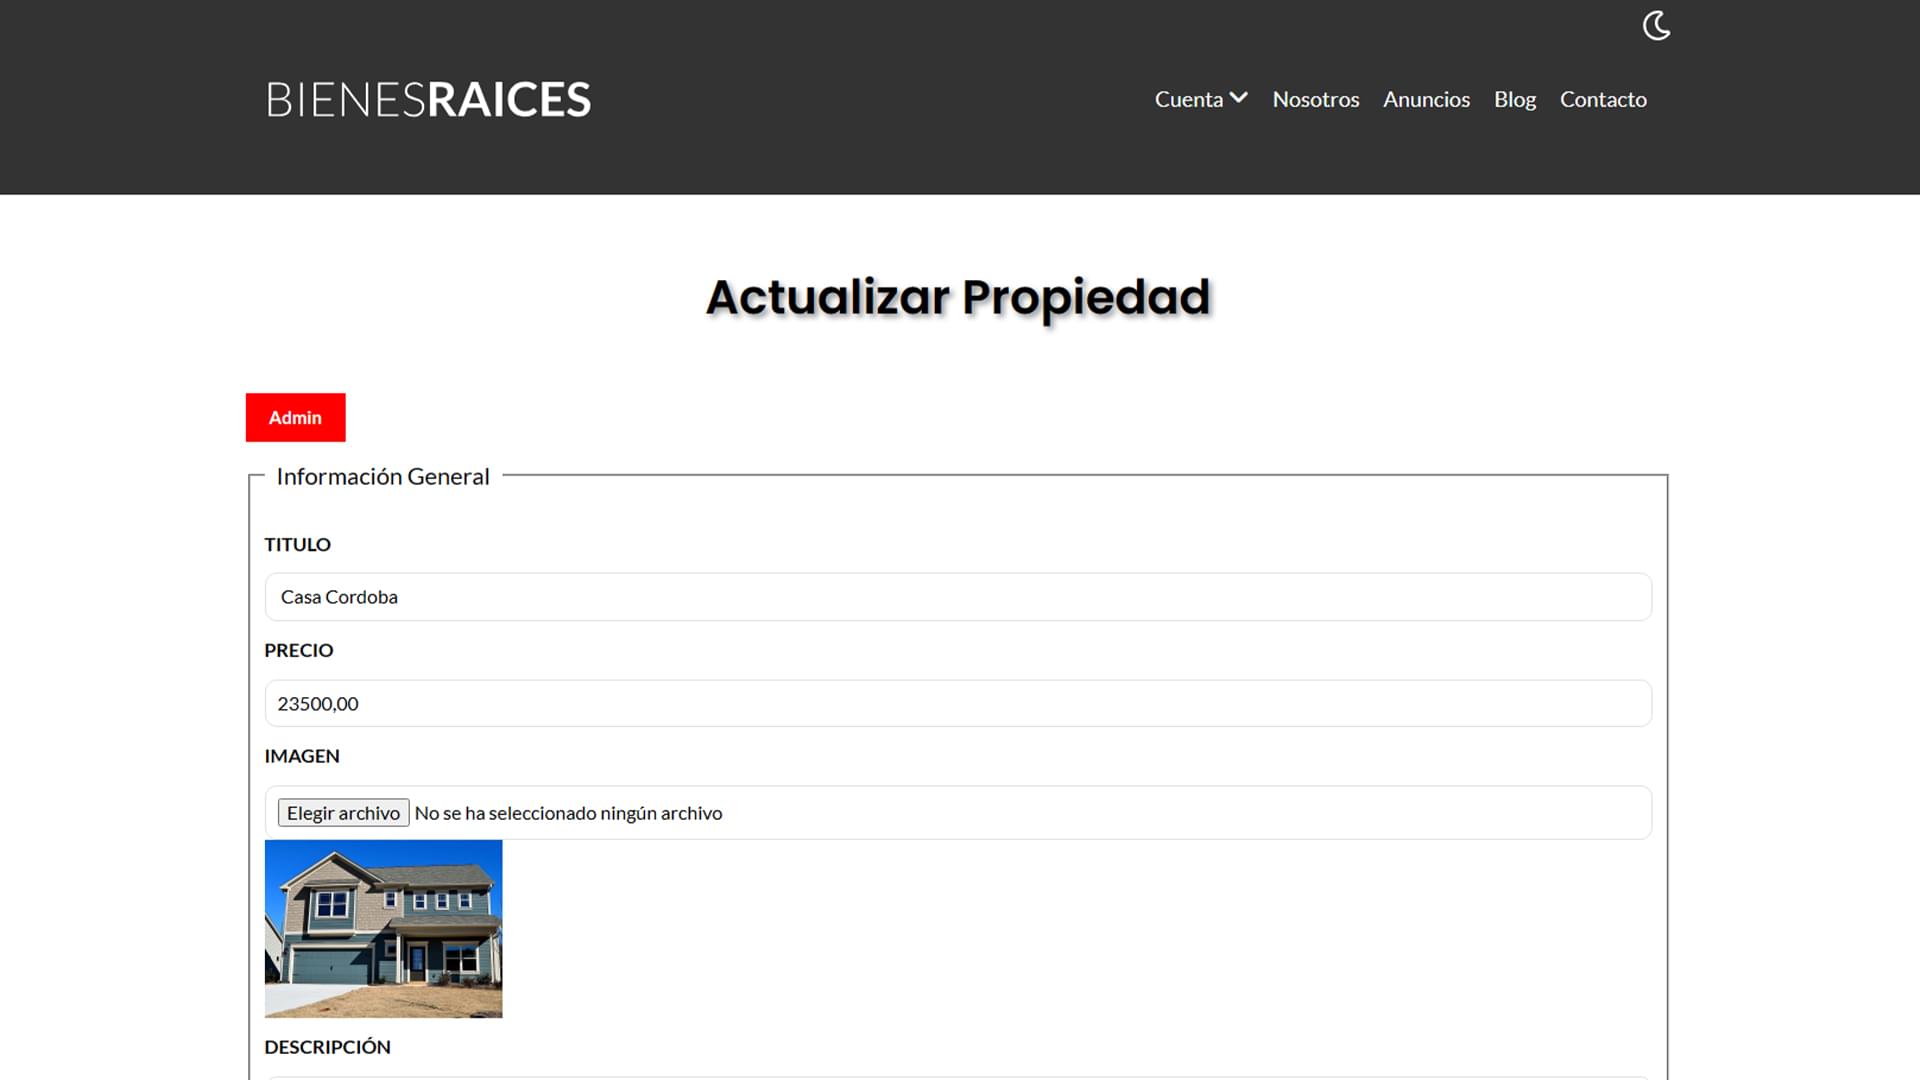 BIENESRAICES
Cuenta Nosotros Anuncios Blog Contacto
Actualizar Propiedad
Admin
Información General
TITULO
Casa Cordoba
PRECIO
23500,00
IMAGEN
Elegir archivo No se ha seleccionado ningún archivo
DESCRIPCIÓN